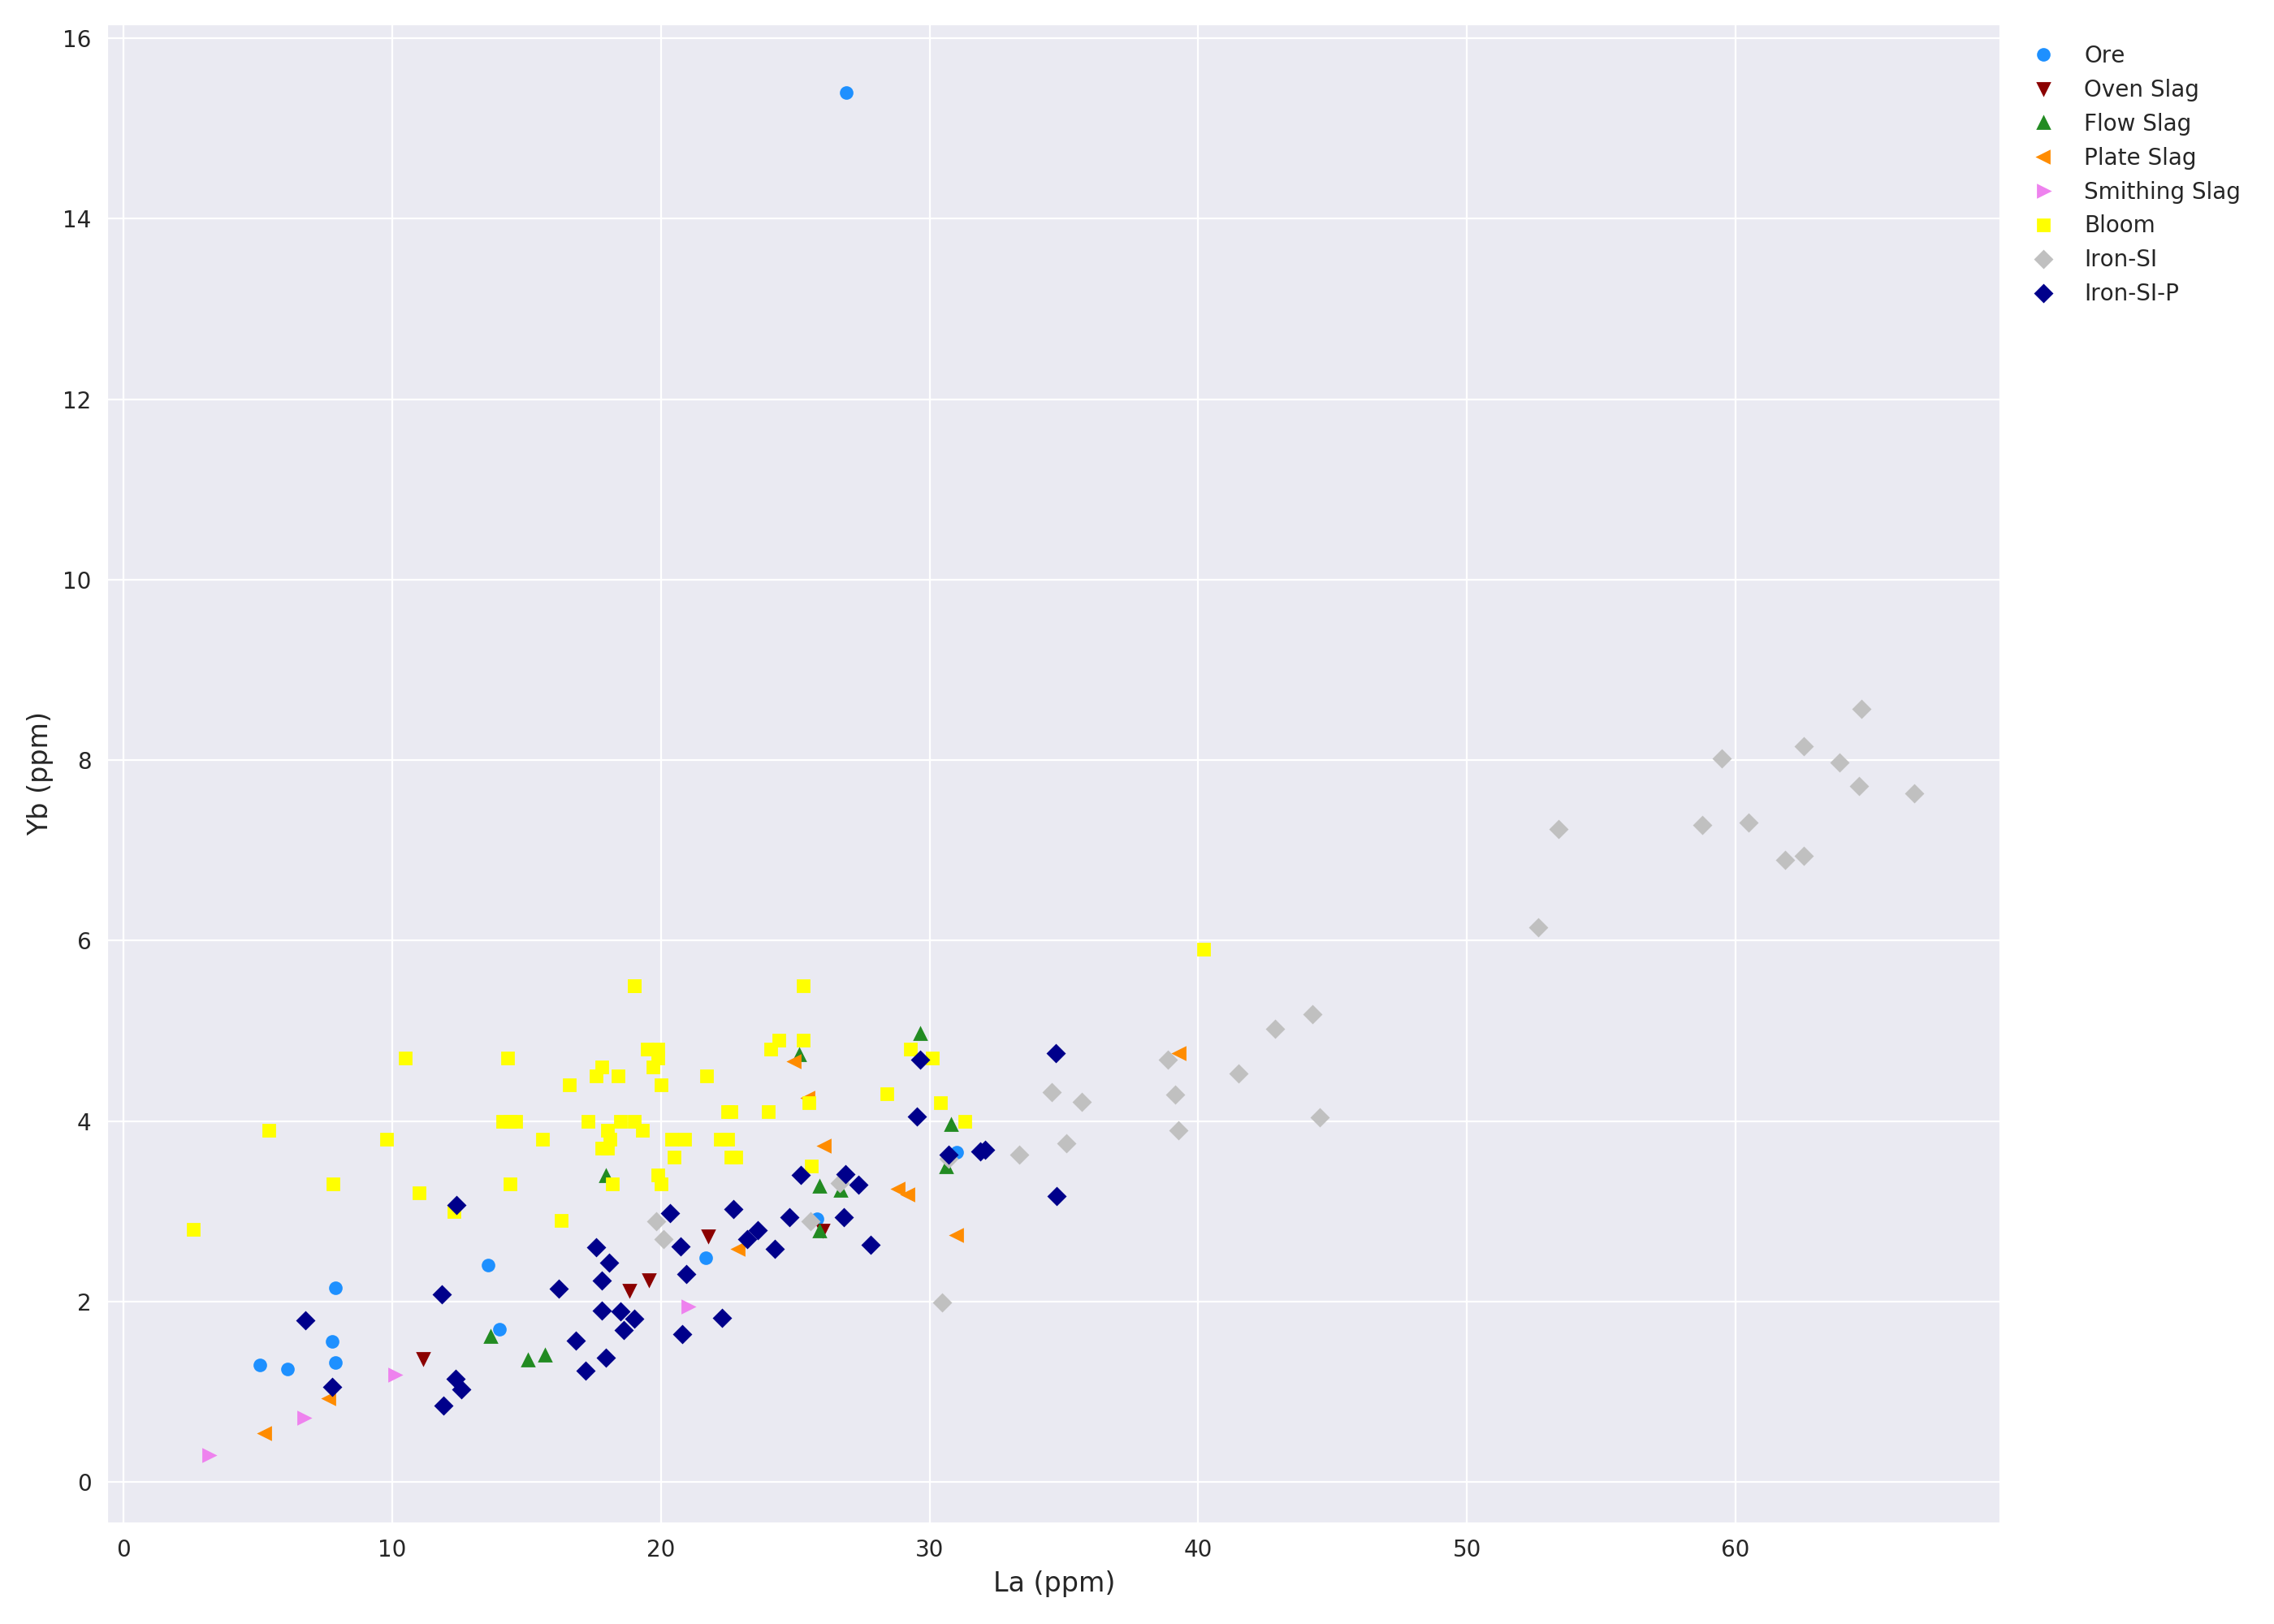 16
14
12
10
8
6
4
2
0
Yb (ppm)
0 10 20 30 40 50 60
La (ppm)
Ore
Oven Slag
Flow Slag
Plate Slag
Smithing Slag
Bloom
Iron-SI
Iron-SI-P